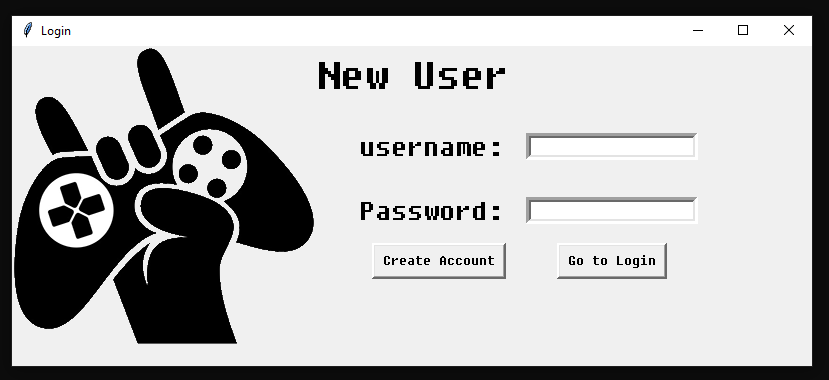 Login
New User
username:
Password:
Create Account Go to Login